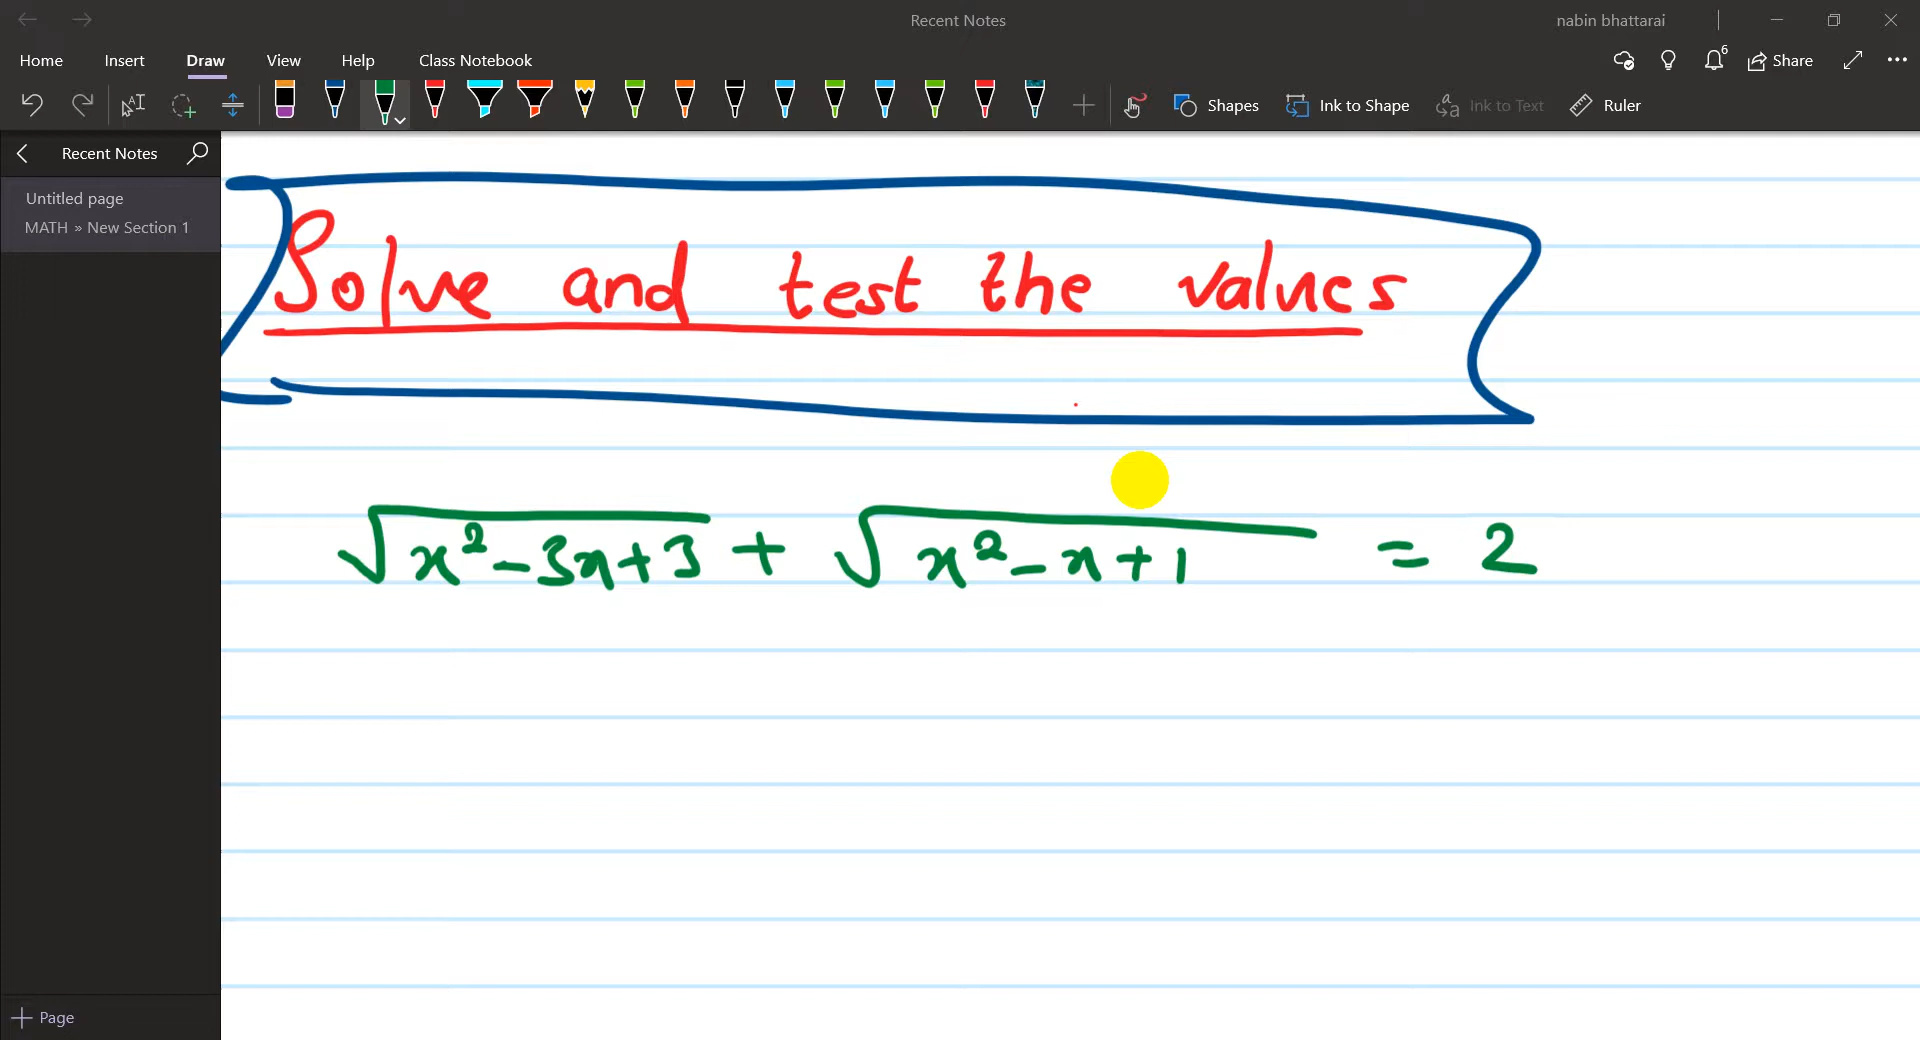 Recent Notes
nabin bhattarai
Home Insert Draw View Help Class Notebook
6
Share
Shapes Ink to Shape Ink to Text Ruler
Recent Notes
Untitled page
MATH » New Section 1
Solve and test the values
√x²-3x+3 + √x²-x+1 = 2
Page